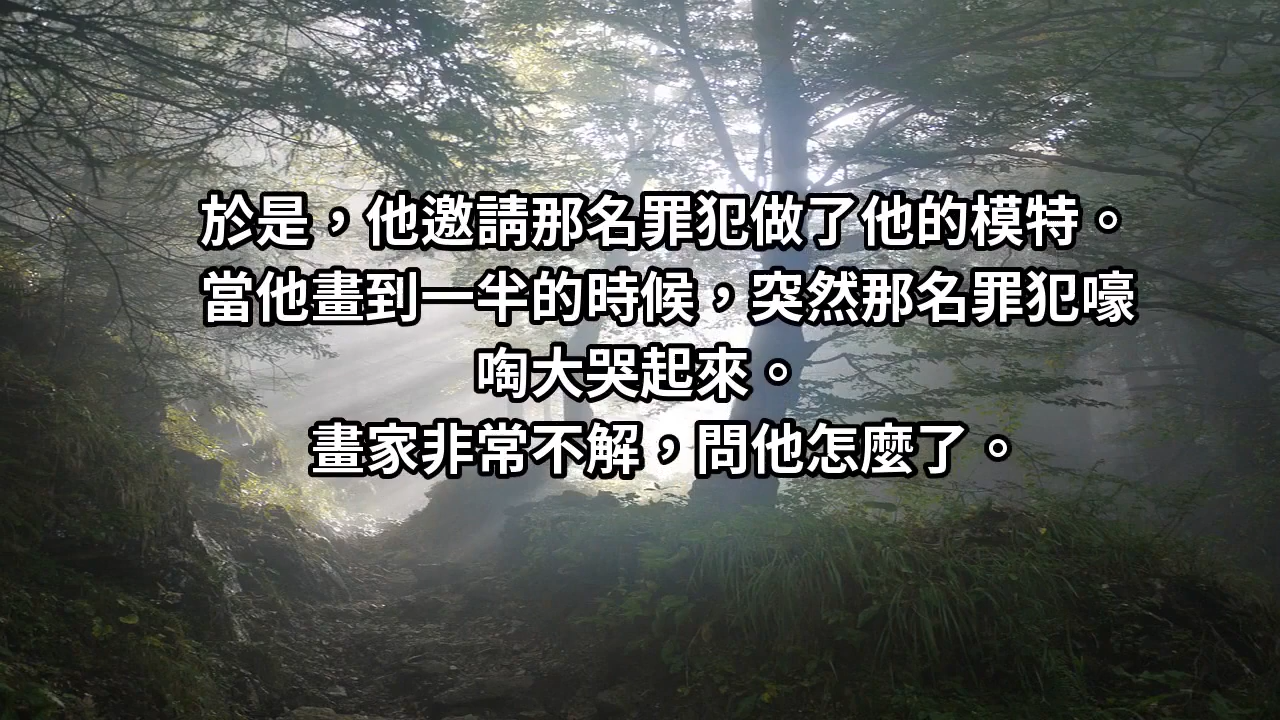 於是，他邀請那名罪犯做了他的模特。
當他畫到一半的時候，突然那名罪犯嚎
啕大哭起來。
畫家非常不解，問他怎麼了。